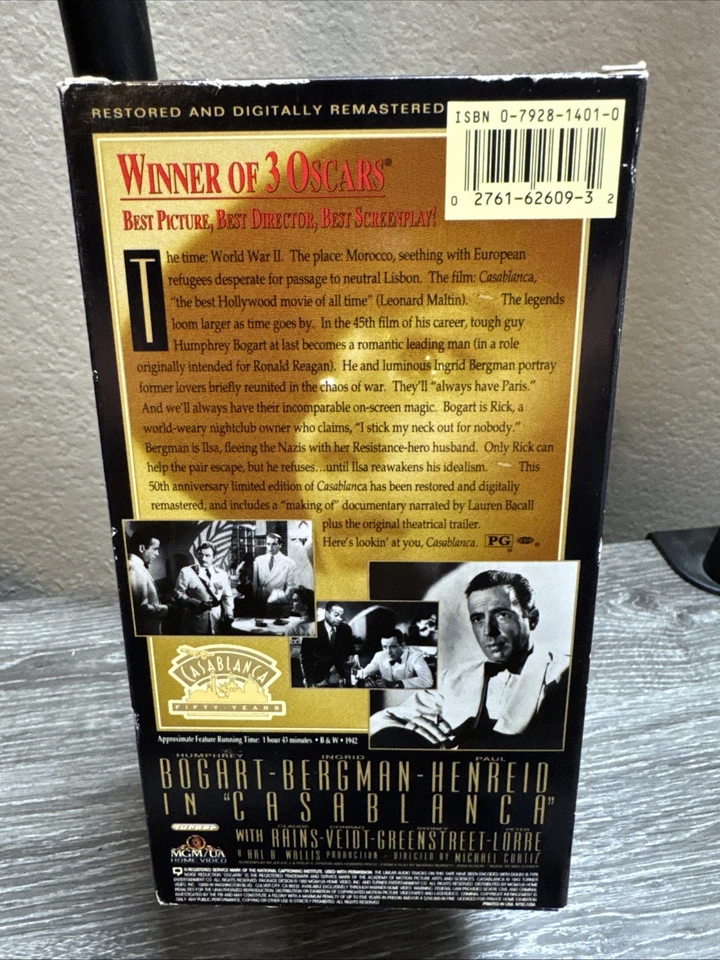 RESTORED AND DIGITALLY REMASTERED
ISBN 0-7928-1401-0
0 2761-62609-3 2
WINNER OF 3 OSCARS®
BEST PICTURE, BEST DIRECTOR, BEST SCREENPLAY!
The time: World War II. The place: Morocco, seething with European
refugees desperate for passage to neutral Lisbon. The film: Casablanca,
"the best Hollywood movie of all time" (Leonard Maltin). The legends
loom larger as time goes by. In the 45th film of his career, tough guy
Humphrey Bogart at last becomes a romantic leading man (in a role
originally intended for Ronald Reagan). He and luminous Ingrid Bergman portray
former lovers briefly reunited in the chaos of war. They'll "always have Paris."
And we'll always have their incomparable on-screen magic. Bogart is Rick, a
world-weary nightclub owner who claims, "I stick my neck out for nobody."
Bergman is Ilsa, fleeing the Nazis with her Resistance-hero husband. Only Rick can
help the pair escape, but he refuses...until Ilsa reawakens his idealism. This
50th anniversary limited edition of Casablanca has been restored and digitally
remastered, and includes a "making of" documentary narrated by Lauren Bacall
plus the original theatrical trailer.
Here's lookin' at you, Casablanca. PG
CASABLANCA
FIFTY·YEARS
Approximate Feature Running Time: 1 hour 43 minutes • B & W • 1942
HUMPHREY INGRID PAUL
BOGART-BERGMAN-HENREID
IN "CASABLANCA"
CLAUDE CONRAD SYDNEY PETER
WITH RAINS-VEIDT-GREENSTREET-LORRE
A HAL B. WALLIS PRODUCTION - DIRECTED BY MICHAEL CURTIZ
TURNER
MGM/UA
HOME VIDEO